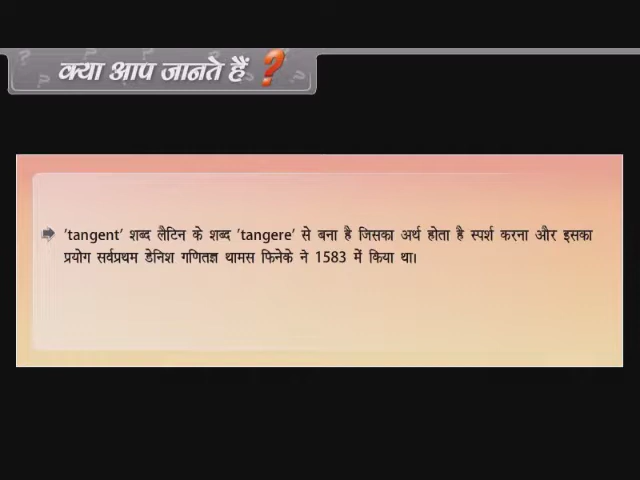 क्या आप जानते हैं ?
'tangent' शब्द लैटिन के शब्द 'tangere' से बना है जिसका अर्थ होता है स्पर्श करना और इसका
प्रयोग सर्वप्रथम डेनिश गणितज्ञ थामस फिनेके ने 1583 में किया था।